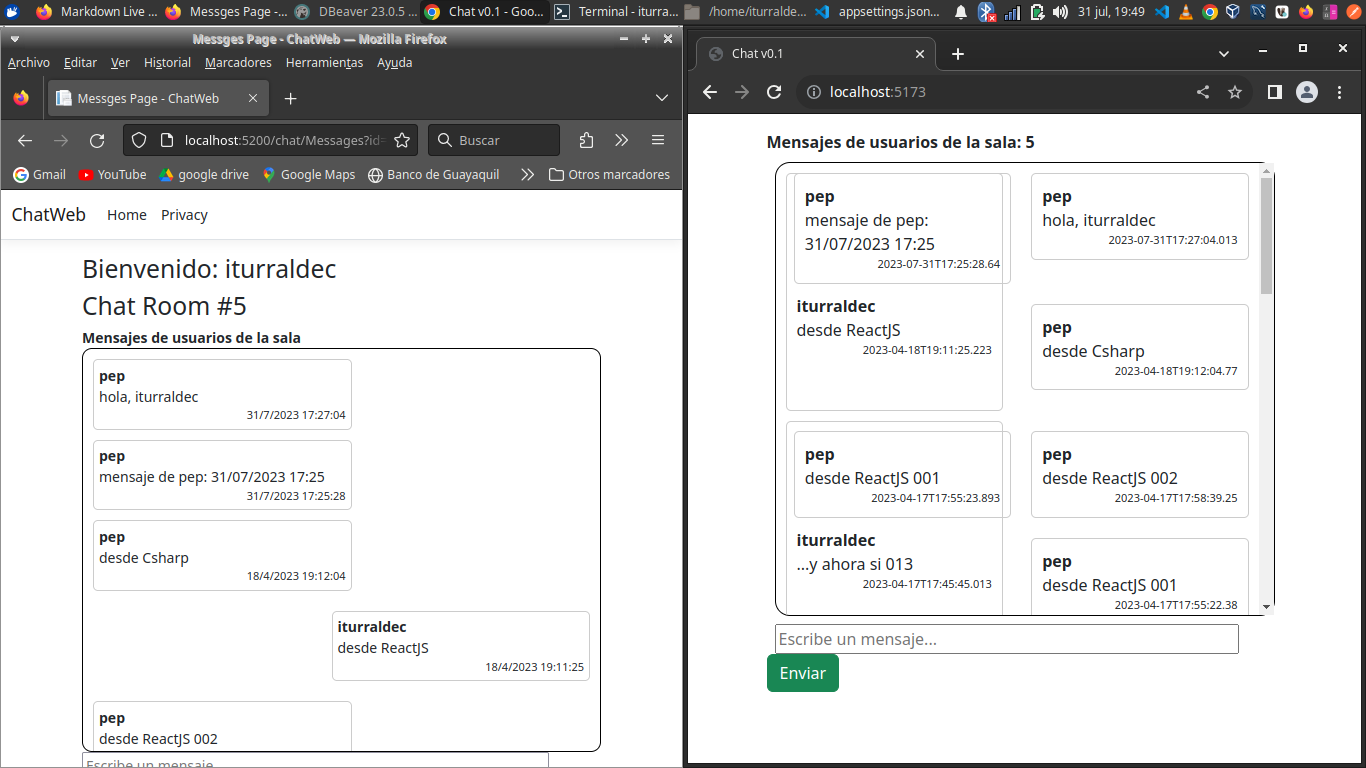 Markdown Live ...
Messges Page -...
DBeaver 23.0.5 ...
Chat v0.1 - Goo...
Terminal - iturra...
/home/iturralde...
appsettings.json...
31 jul, 19:49
Messges Page - ChatWeb — Mozilla Firefox
Archivo Editar Ver Historial Marcadores Herramientas Ayuda
Messges Page - ChatWeb
localhost:5200/chat/Messages?id=
Buscar
Gmail YouTube google drive Google Maps Banco de Guayaquil Otros marcadores
ChatWeb Home Privacy
Bienvenido: iturraldec
Chat Room #5
Mensajes de usuarios de la sala
pep
hola, iturraldec
31/7/2023 17:27:04
pep
mensaje de pep: 31/07/2023 17:25
31/7/2023 17:25:28
pep
desde Csharp
18/4/2023 19:12:04
iturraldec
desde ReactJS
18/4/2023 19:11:25
pep
desde ReactJS 002
Escribe un mensaje
Chat v0.1
localhost:5173
Mensajes de usuarios de la sala: 5
pep
mensaje de pep:
31/07/2023 17:25
2023-07-31T17:25:28.64
pep
hola, iturraldec
2023-07-31T17:27:04.013
iturraldec
desde ReactJS
2023-04-18T19:11:25.223
pep
desde Csharp
2023-04-18T19:12:04.77
pep
desde ReactJS 001
2023-04-17T17:55:23.893
pep
desde ReactJS 002
2023-04-17T17:58:39.25
iturraldec
...y ahora si 013
2023-04-17T17:45:45.013
pep
desde ReactJS 001
2023-04-17T17:55:22.38
Escribe un mensaje...
Enviar